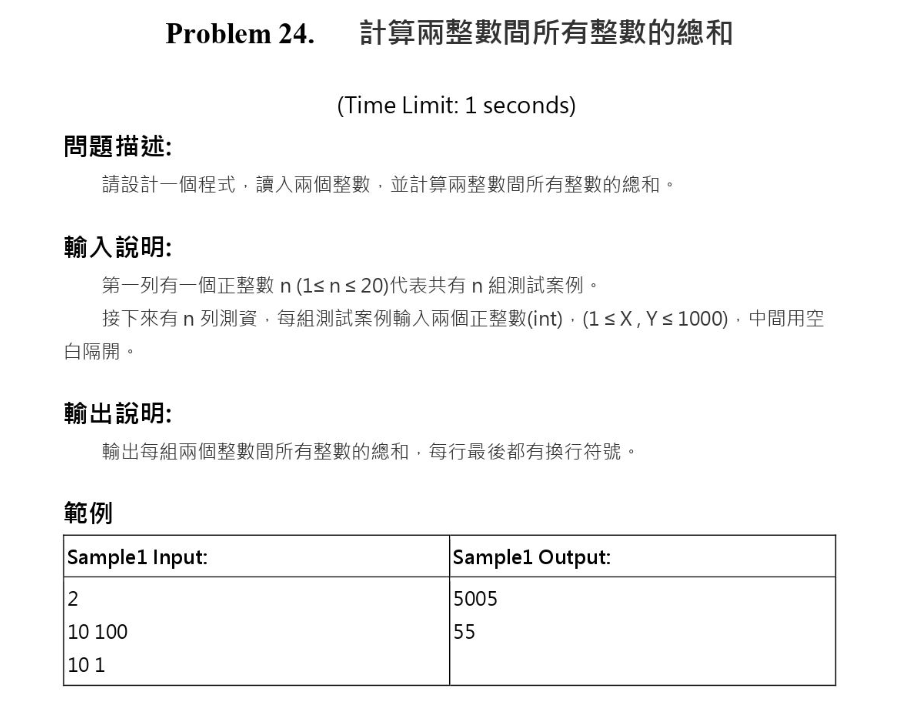 Problem 24. 計算兩整數間所有整數的總和
(Time Limit: 1 seconds)
問題描述:
請設計一個程式，讀入兩個整數，並計算兩整數間所有整數的總和。
輸入說明:
第一列有一個正整數 n (1≤ n ≤ 20)代表共有 n 組測試案例。
接下來有 n 列測資，每組測試案例輸入兩個正整數(int)，(1 ≤ X , Y ≤ 1000)，中間用空
白隔開。
輸出說明:
輸出每組兩個整數間所有整數的總和，每行最後都有換行符號。
範例
Sample1 Input:
Sample1 Output:
2
10 100
10 1
5005
55